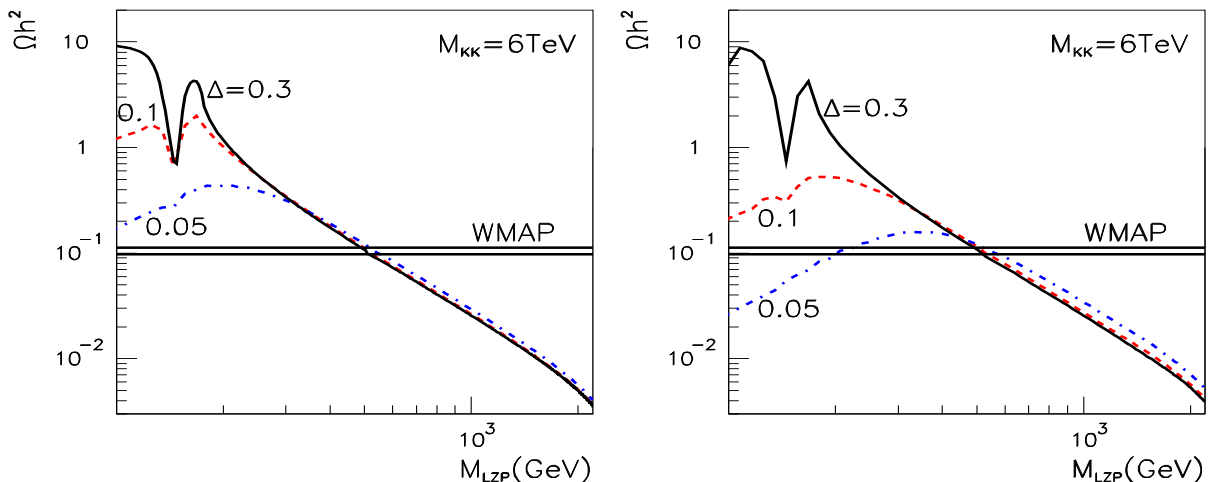 Ωh²
10
M_KK=6TeV
Δ=0.3
0.1
1
0.05
WMAP
10⁻¹
10⁻²
10³
M_LZP(GeV)
Ωh²
10
M_KK=6TeV
Δ=0.3
1
0.1
WMAP
10⁻¹
0.05
10⁻²
10³
M_LZP(GeV)